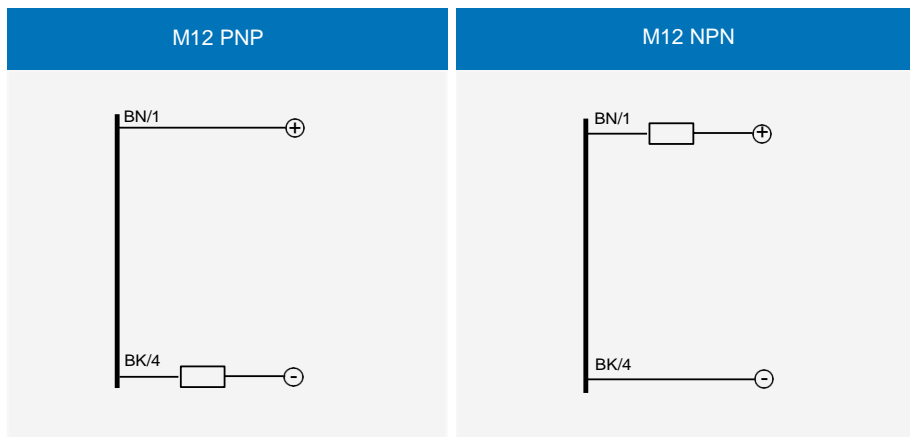 M12 PNP
M12 NPN
BN/1
+
BN/1
+
BK/4
-
BK/4
-